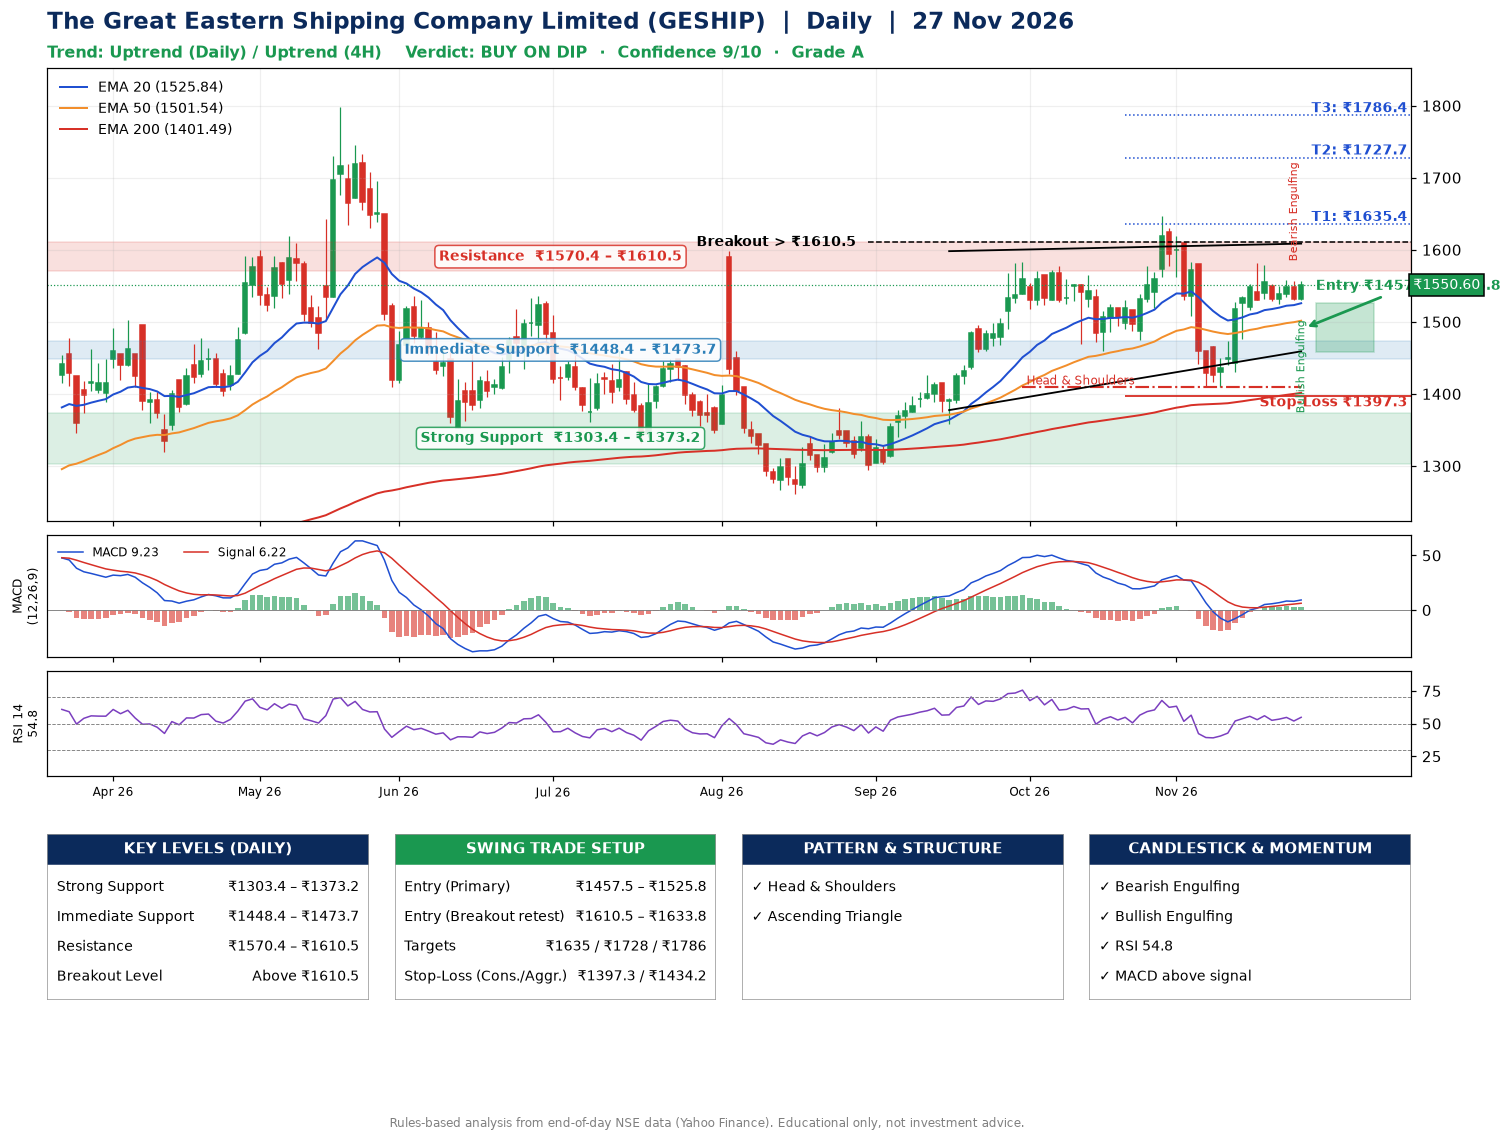 The Great Eastern Shipping Company Limited (GESHIP) | Daily | 27 Nov 2026
Trend: Uptrend (Daily) / Uptrend (4H) Verdict: BUY ON DIP · Confidence 9/10 · Grade A
EMA 20 (1525.84)
EMA 50 (1501.54)
EMA 200 (1401.49)
T3: ₹1786.4
T2: ₹1727.7
T1: ₹1635.4
Bearish Engulfing
Breakout > ₹1610.5
Resistance ₹1570.4 – ₹1610.5
Entry ₹1457
₹1550.60
.8
Immediate Support ₹1448.4 – ₹1473.7
Bullish Engulfing
Head & Shoulders
Stop-Loss ₹1397.3
Strong Support ₹1303.4 – ₹1373.2
1800
1700
1600
1500
1400
1300
MACD 9.23
Signal 6.22
MACD
(12,26,9)
50
0
RSI 14
54.8
75
50
25
Apr 26
May 26
Jun 26
Jul 26
Aug 26
Sep 26
Oct 26
Nov 26
KEY LEVELS (DAILY)
Strong Support ₹1303.4 – ₹1373.2
Immediate Support ₹1448.4 – ₹1473.7
Resistance ₹1570.4 – ₹1610.5
Breakout Level Above ₹1610.5
SWING TRADE SETUP
Entry (Primary) ₹1457.5 – ₹1525.8
Entry (Breakout retest) ₹1610.5 – ₹1633.8
Targets ₹1635 / ₹1728 / ₹1786
Stop-Loss (Cons./Aggr.) ₹1397.3 / ₹1434.2
PATTERN & STRUCTURE
✓ Head & Shoulders
✓ Ascending Triangle
CANDLESTICK & MOMENTUM
✓ Bearish Engulfing
✓ Bullish Engulfing
✓ RSI 54.8
✓ MACD above signal
Rules-based analysis from end-of-day NSE data (Yahoo Finance). Educational only, not investment advice.